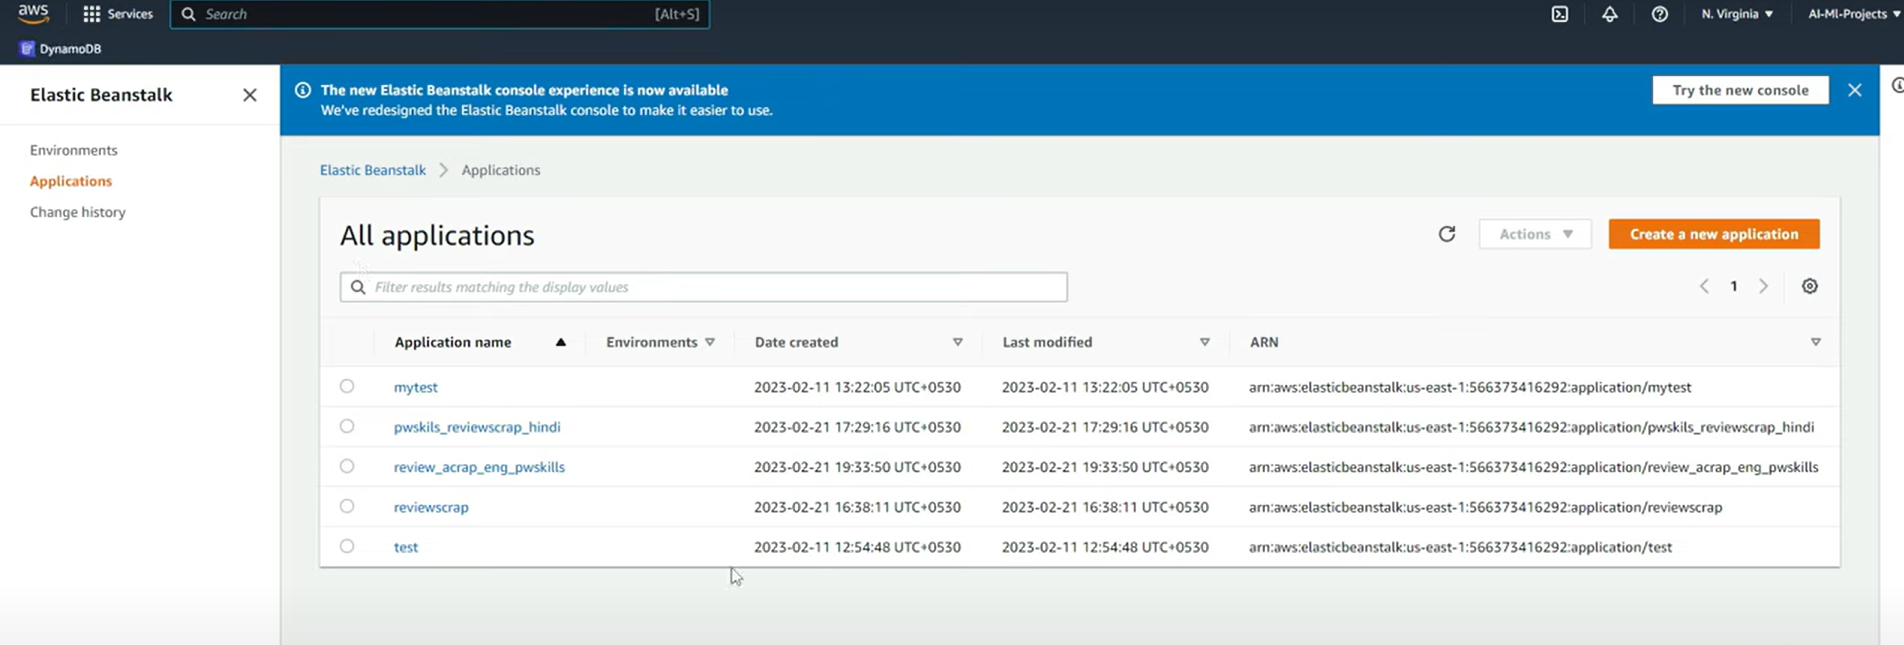 aws Services Search [Alt+S] N. Virginia AI-Ml-Projects
DynamoDB
Elastic Beanstalk
Environments
Applications
Change history
The new Elastic Beanstalk console experience is now available
We've redesigned the Elastic Beanstalk console to make it easier to use.
Try the new console
Elastic Beanstalk Applications
All applications
Actions
Create a new application
Filter results matching the display values
1
Application name Environments Date created Last modified ARN
mytest 2023-02-11 13:22:05 UTC+0530 2023-02-11 13:22:05 UTC+0530 arn:aws:elasticbeanstalk:us-east-1:566373416292:application/mytest
pwskils_reviewscrap_hindi 2023-02-21 17:29:16 UTC+0530 2023-02-21 17:29:16 UTC+0530 arn:aws:elasticbeanstalk:us-east-1:566373416292:application/pwskils_reviewscrap_hindi
review_acrap_eng_pwskills 2023-02-21 19:33:50 UTC+0530 2023-02-21 19:33:50 UTC+0530 arn:aws:elasticbeanstalk:us-east-1:566373416292:application/review_acrap_eng_pwskills
reviewscrap 2023-02-21 16:38:11 UTC+0530 2023-02-21 16:38:11 UTC+0530 arn:aws:elasticbeanstalk:us-east-1:566373416292:application/reviewscrap
test 2023-02-11 12:54:48 UTC+0530 2023-02-11 12:54:48 UTC+0530 arn:aws:elasticbeanstalk:us-east-1:566373416292:application/test